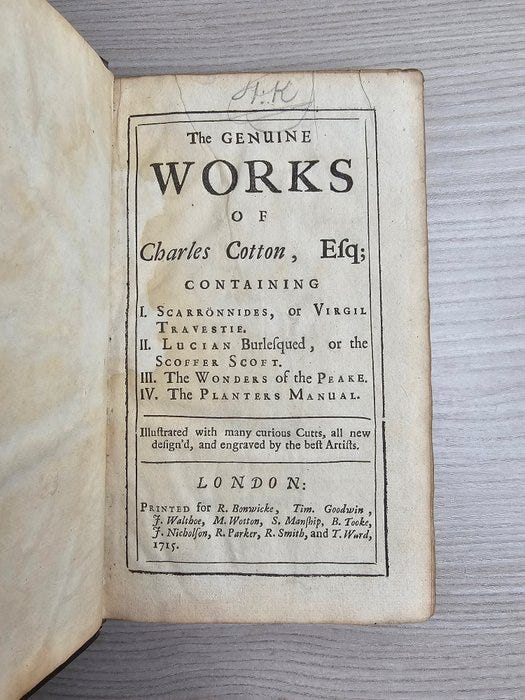 H.K
The GENUINE
WORKS
OF
Charles Cotton, Eſq;
CONTAINING
I. SCARRÖNNIDES, or VIRGIL
TRAVESTIE.
II. LUCIAN Burleſqued, or the
SCOFFER SCOFT.
III. The WONDERS of the PEAKE.
IV. The PLANTERS MANUAL.
Illuſtrated with many curious Cutts, all new
deſign'd, and engraved by the beſt Artiſts.
LONDON:
PRINTED for R. Bonwicke, Tim. Goodwin,
J. Walthoe, M. Wotton, S. Manſhip, B. Tooke,
J. Nicholſon, R. Parker, R. Smith, and T. Ward,
1715.